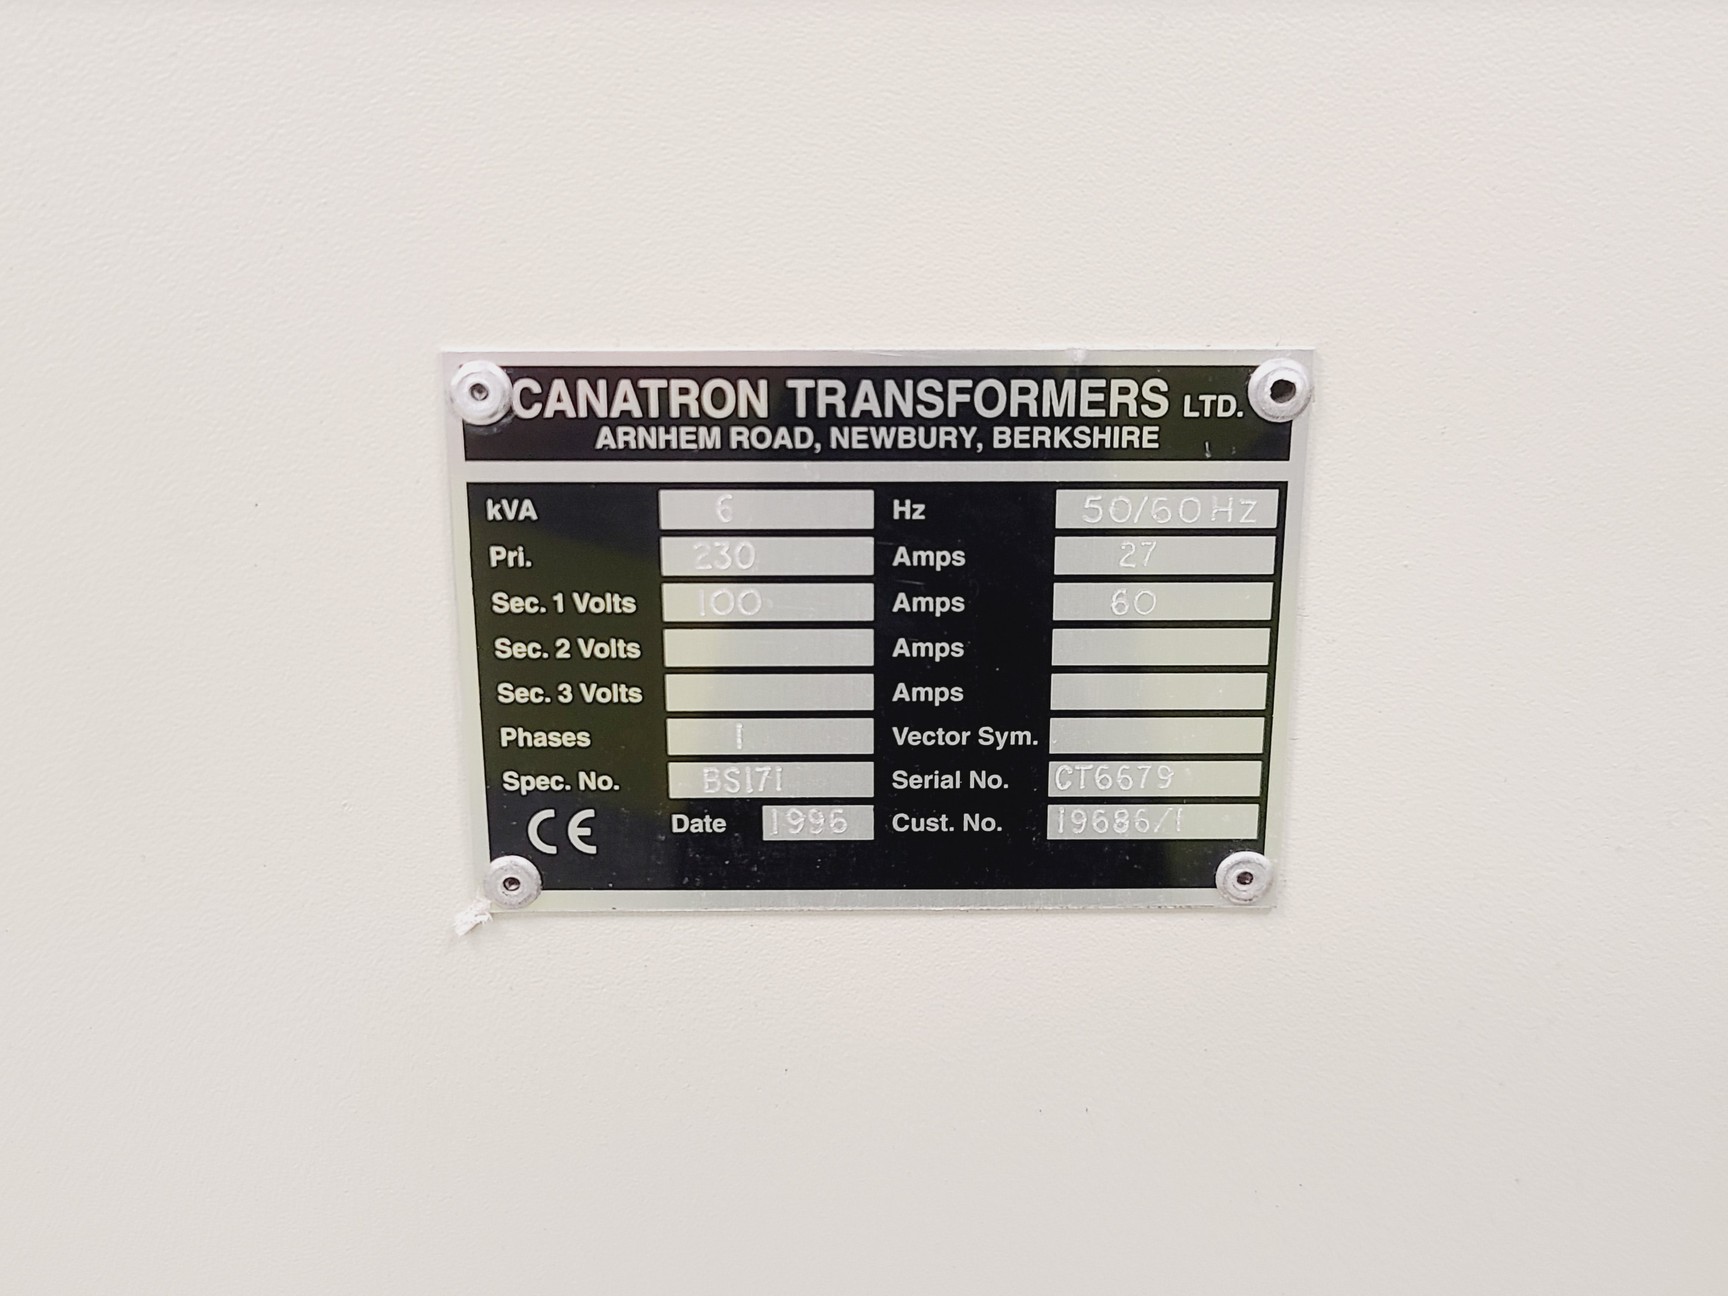 CANATRON TRANSFORMERS LTD.
ARNHEM ROAD, NEWBURY, BERKSHIRE
kVA 6 Hz 50/60Hz
Pri. 230 Amps 27
Sec. 1 Volts 100 Amps 60
Sec. 2 Volts Amps
Sec. 3 Volts Amps
Phases 1 Vector Sym.
Spec. No. BS171 Serial No. CT6679
CE Date 1996 Cust. No. 19686/1